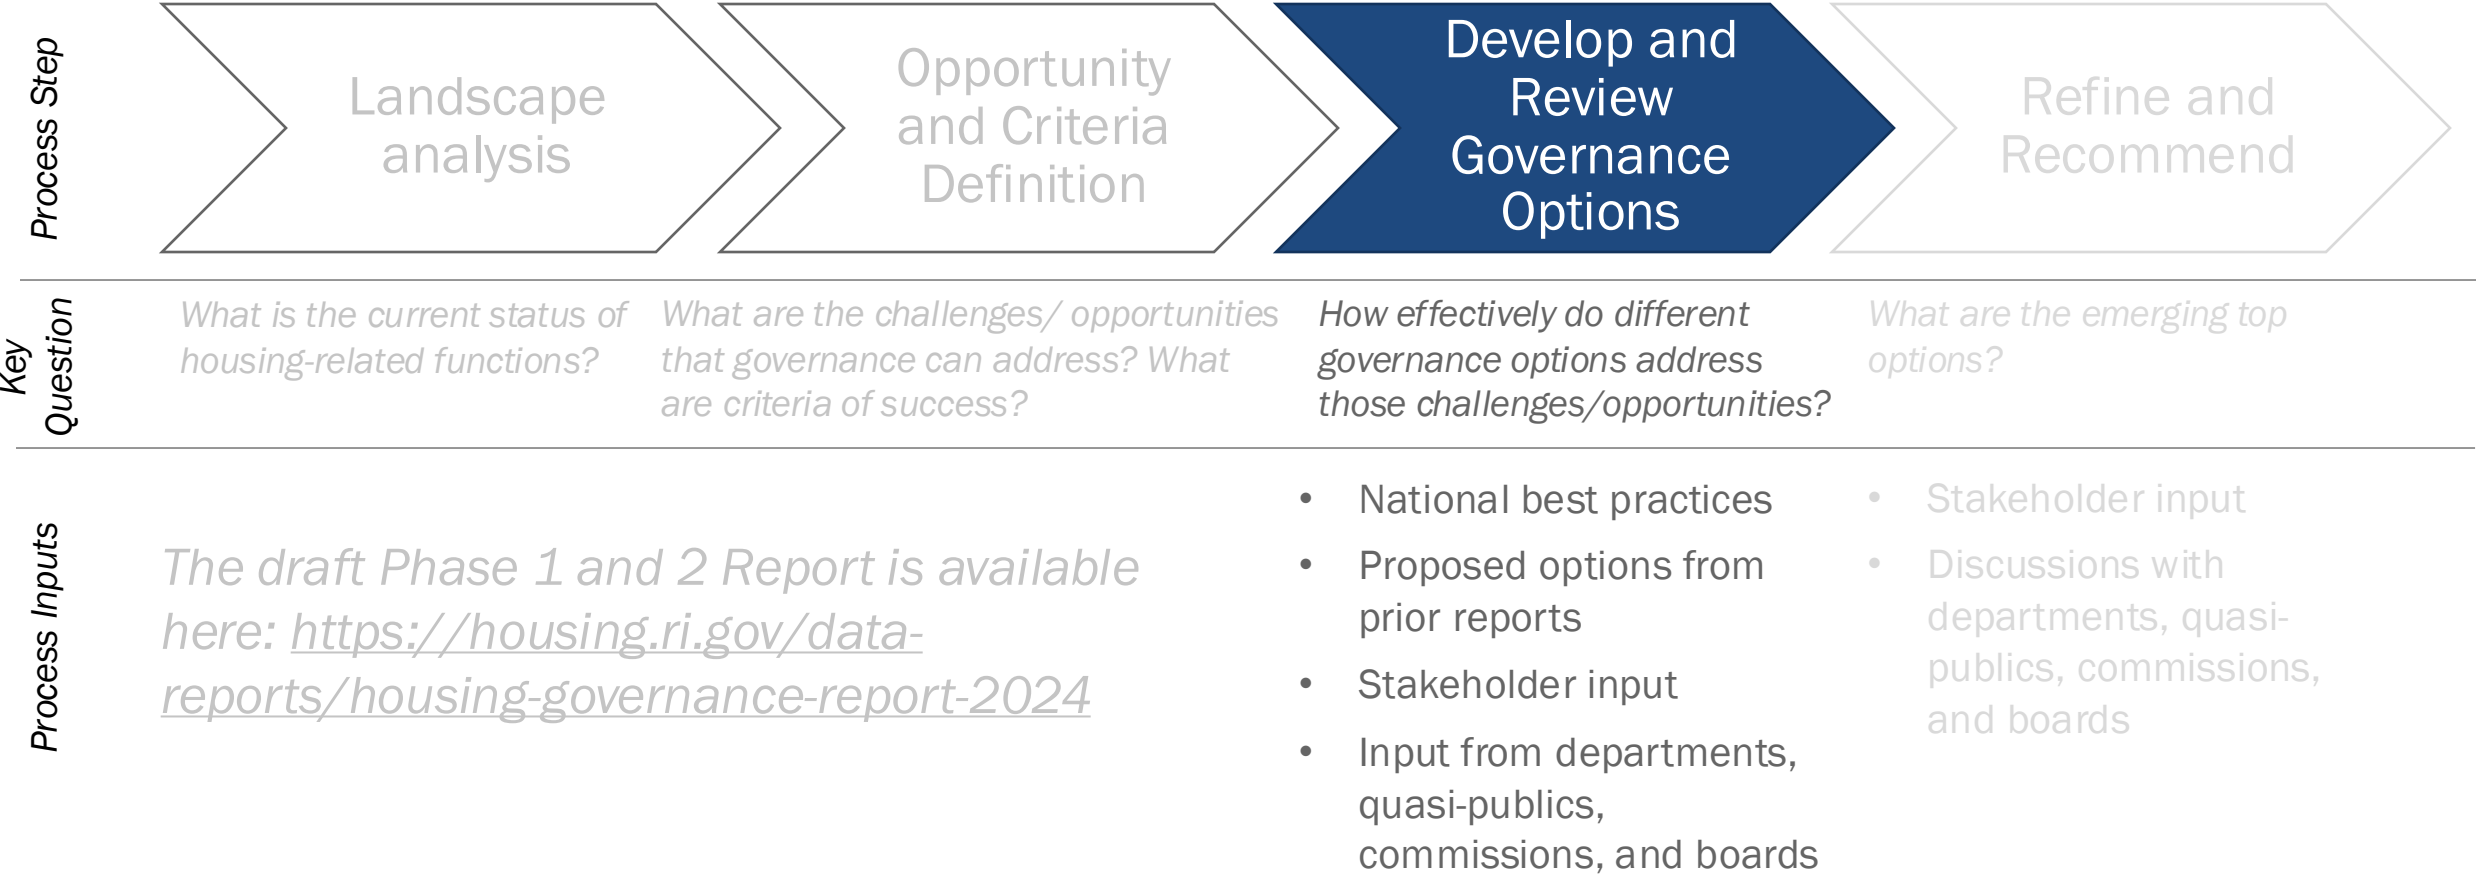 Process Step
Landscape
analysis
Opportunity
and Criteria
Definition
Develop and
Review
Governance
Options
Refine and
Recommend
Key
Question
What is the current status of
housing-related functions?
What are the challenges/ opportunities
that governance can address? What
are criteria of success?
How effectively do different
governance options address
those challenges/opportunities?
What are the emerging top
options?
Process Inputs
The draft Phase 1 and 2 Report is available
here: https://housing.ri.gov/data-
reports/housing-governance-report-2024
• National best practices
• Proposed options from
prior reports
• Stakeholder input
• Input from departments,
quasi-publics,
commissions, and boards
• Stakeholder input
• Discussions with
departments, quasi-
publics, commissions,
and boards